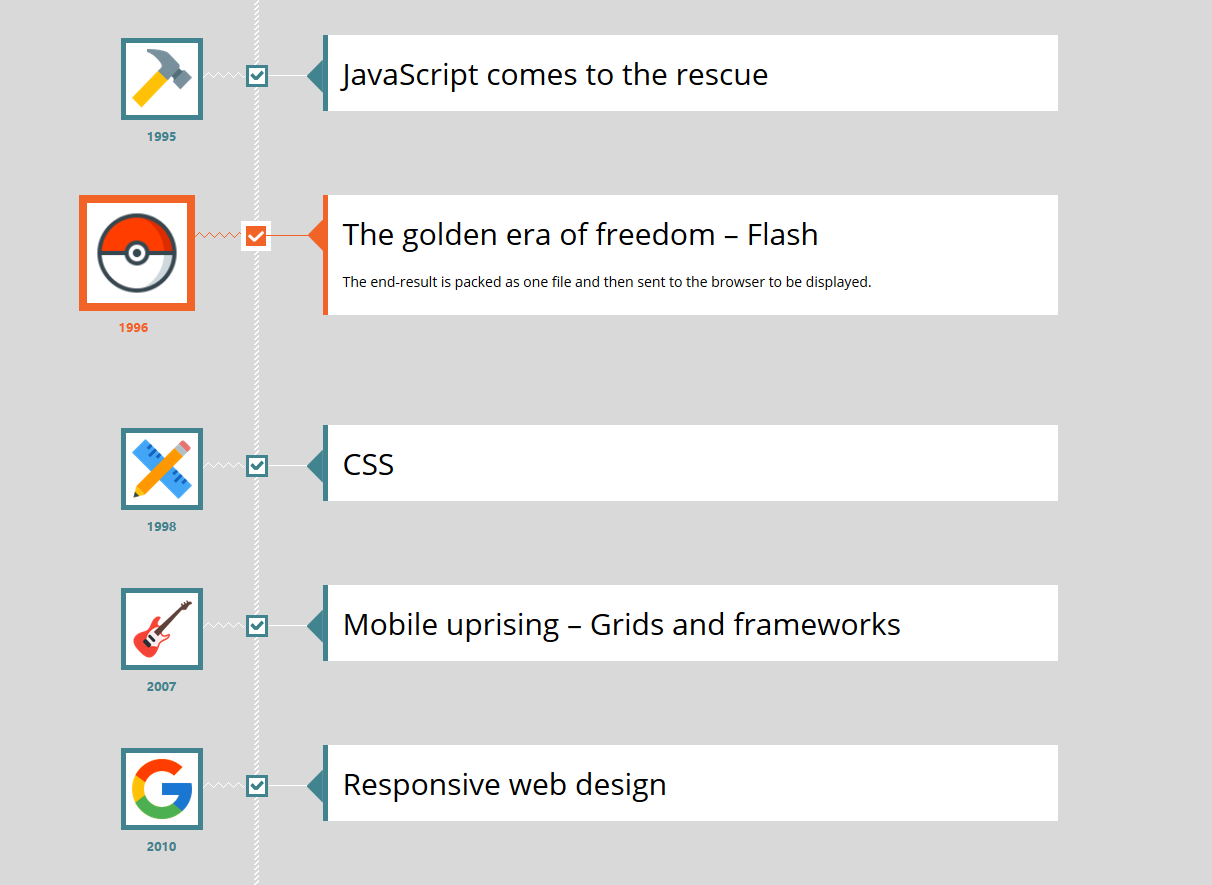 JavaScript comes to the rescue
1995
The golden era of freedom – Flash
The end-result is packed as one file and then sent to the browser to be displayed.
1996
CSS
1998
Mobile uprising – Grids and frameworks
2007
Responsive web design
2010